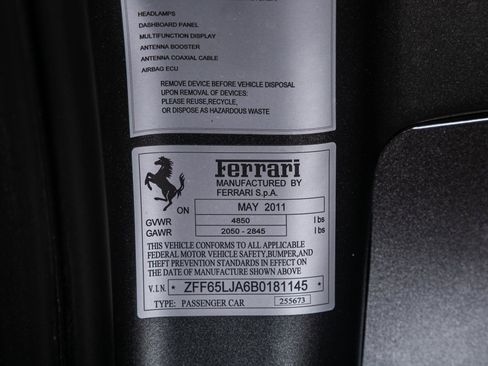 HEADLAMPS
DASHBOARD PANEL
MULTIFUNCTION DISPLAY
ANTENNA BOOSTER
ANTENNA COAXIAL CABLE
AIRBAG ECU
REMOVE DEVICE BEFORE VEHICLE DISPOSAL
UPON REMOVAL OF DEVICES:
PLEASE REUSE,RECYCLE,
OR DISPOSE AS HAZARDOUS WASTE
Ferrari
MANUFACTURED BY
FERRARI S.p.A.
ON MAY 2011
GVWR 4850 lbs
GAWR 2050 - 2845 lbs
THIS VEHICLE CONFORMS TO ALL APPLICABLE
FEDERAL MOTOR VEHICLE SAFETY,BUMPER,AND
THEFT PREVENTION STANDARDS IN EFFECT ON
THE DATE OF MANUFACTURE SHOWN ABOVE
V.I.N. * ZFF65LJA6B0181145 *
TYPE: PASSENGER CAR 255673